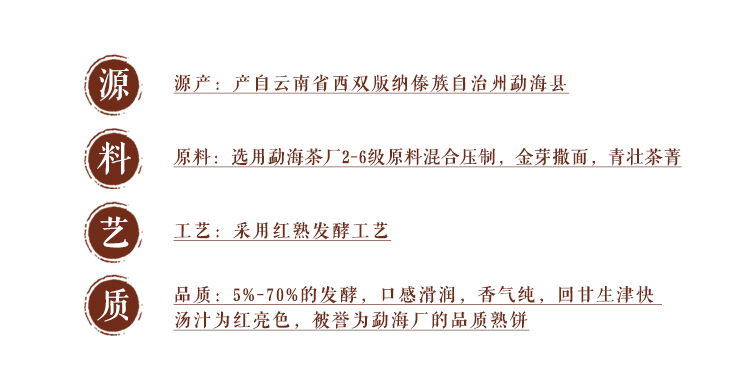 源
源产：产自云南省西双版纳傣族自治州勐海县
料
原料：选用勐海茶厂2-6级原料混合压制，金芽撒面，青壮茶菁
艺
工艺：采用红熟发酵工艺
质
品质：5%-70%的发酵，口感滑润，香气纯，回甘生津快
汤汁为红亮色，被誉为勐海厂的品质熟饼